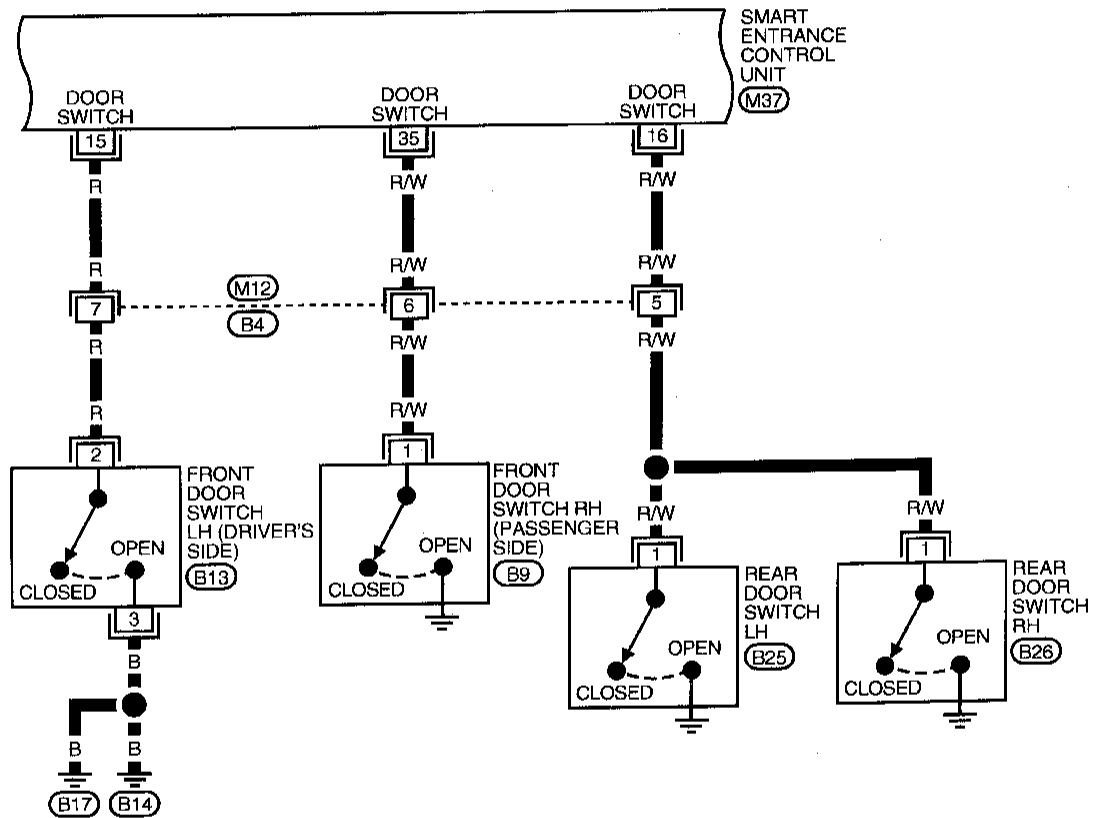 SMART
ENTRANCE
CONTROL
UNIT
M37
DOOR
SWITCH
DOOR
SWITCH
DOOR
SWITCH
15
35
16
R
R/W
R/W
R
R/W
R/W
M12
7
6
5
B4
R
R/W
R/W
R
R/W
2
1
FRONT
DOOR
SWITCH
LH (DRIVER'S
SIDE)
B13
OPEN
CLOSED
3
FRONT
DOOR
SWITCH RH
(PASSENGER
SIDE)
B9
OPEN
CLOSED
R/W
R/W
1
1
REAR
DOOR
SWITCH
LH
B25
OPEN
CLOSED
REAR
DOOR
SWITCH
RH
B26
OPEN
CLOSED
B
B
B
B17
B14